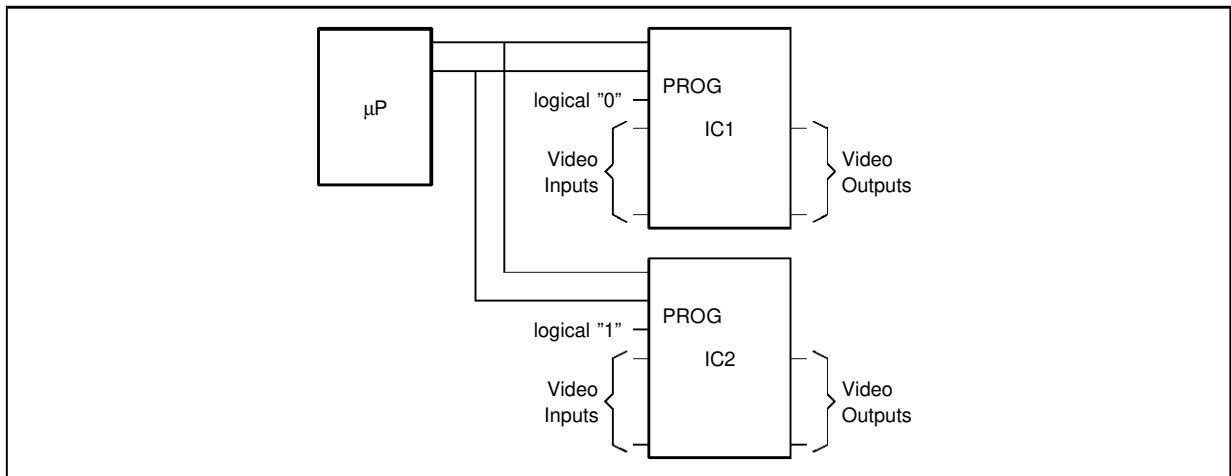 μP
PROG
logical ”0”
IC1
Video
Inputs
Video
Outputs
PROG
logical ”1”
IC2
Video
Inputs
Video
Outputs